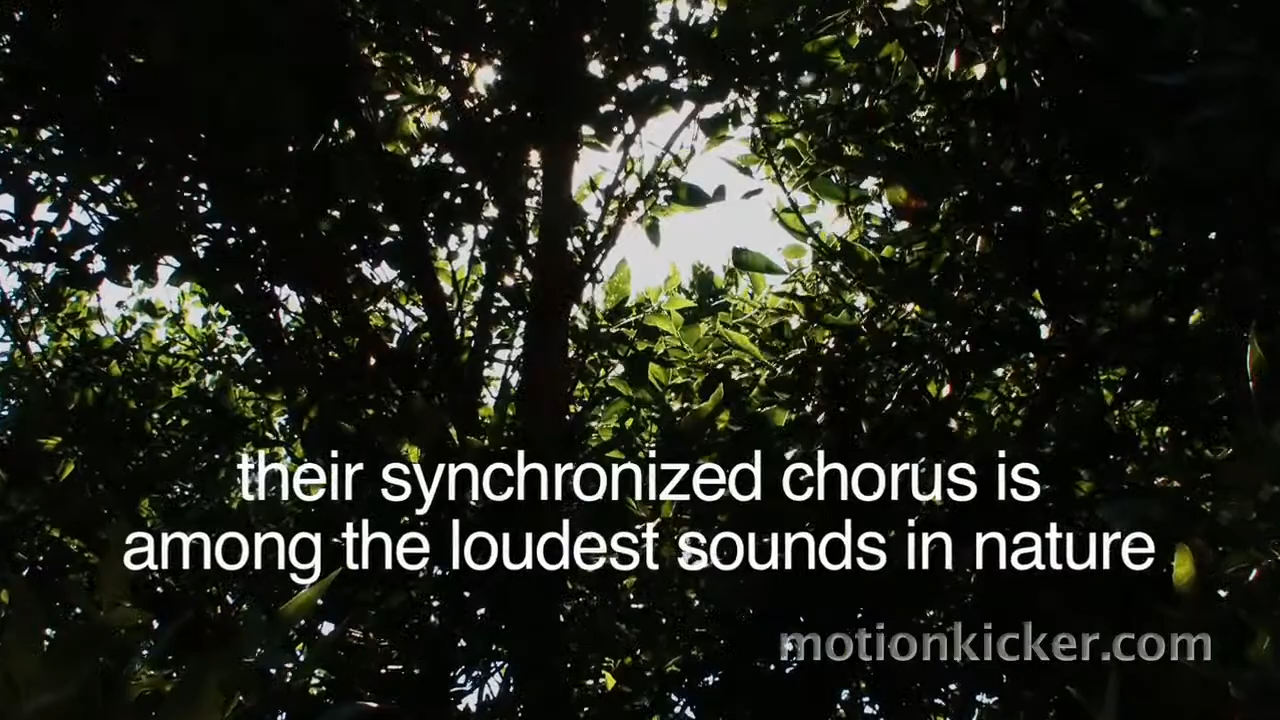 their synchronized chorus is
among the loudest sounds in nature
motionkicker.com